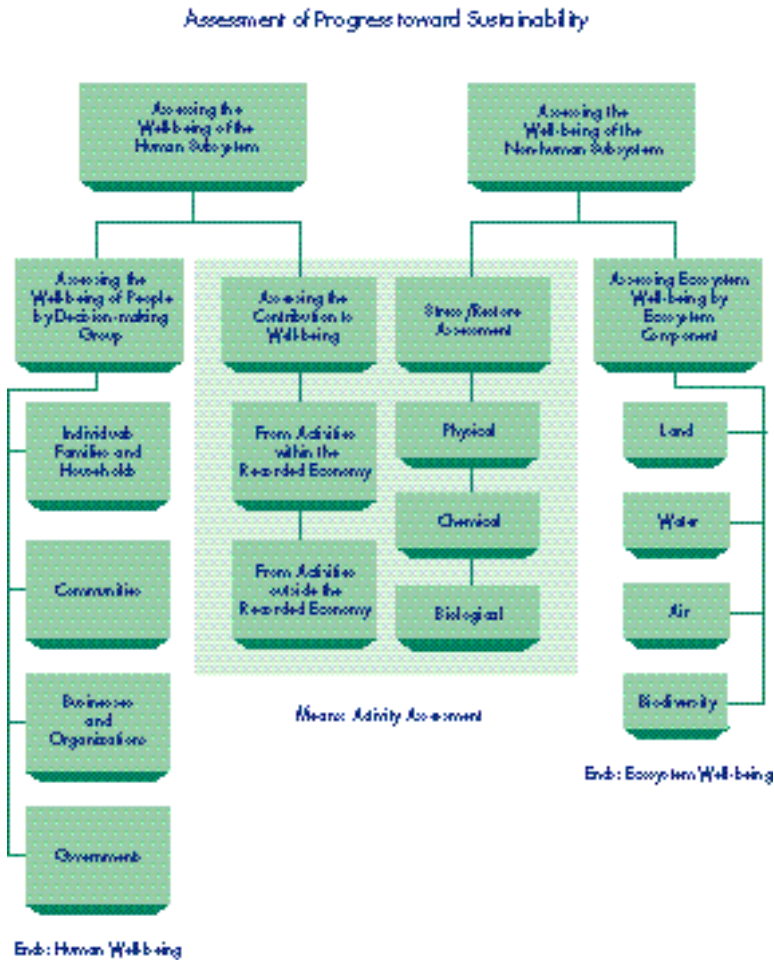 Assessment of Progress toward Sustainability
Assessing the
Well-being of the
Human Subsystem
Assessing the
Well-being of the
Non-human Subsystem
Assessing the
Well-being of People
by Decision-making
Group
Assessing the
Contribution to
Well-being
Stress/Restore
Assessment
Assessing Ecosystem
Well-being by
Ecosystem
Component
Individuals
Families and
Households
Communities
Businesses
and
Organizations
Governments
From Activities
within the
Recorded Economy
From Activities
outside the
Recorded Economy
Physical
Chemical
Biological
Land
Water
Air
Biodiversity
Means: Activity Assessment
Ends: Ecosystem Well-being
Ends: Human Well-being